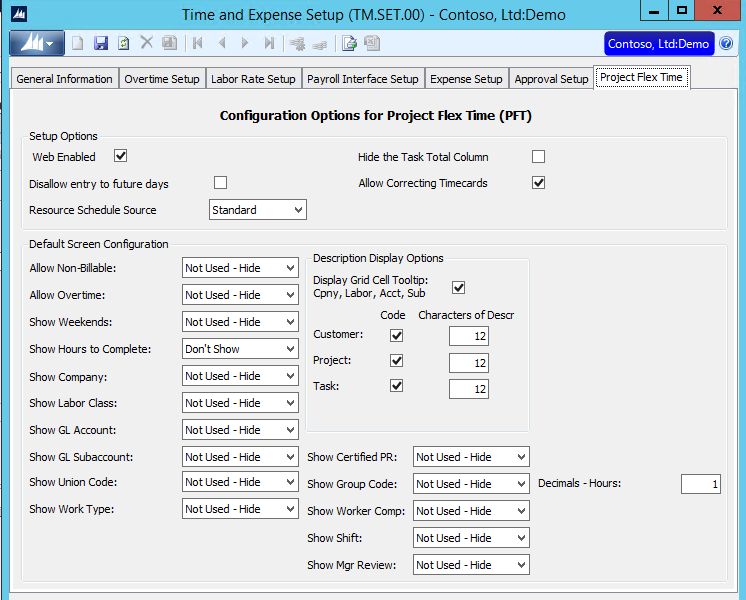 Time and Expense Setup (TM.SET.00) - Contoso, Ltd:Demo
Contoso, Ltd:Demo
General Information Overtime Setup Labor Rate Setup Payroll Interface Setup Expense Setup Approval Setup Project Flex Time
Configuration Options for Project Flex Time (PFT)
Setup Options
Web Enabled Hide the Task Total Column
Disallow entry to future days Allow Correcting Timecards
Resource Schedule Source Standard
Default Screen Configuration Description Display Options
Allow Non-Billable: Not Used - Hide
Display Grid Cell Tooltip:
Cpny, Labor, Acct, Sub
Allow Overtime: Not Used - Hide
Code Characters of Descr
Show Weekends: Not Used - Hide
Customer: 12
Show Hours to Complete: Don't Show
Project: 12
Show Company: Not Used - Hide
Task: 12
Show Labor Class: Not Used - Hide
Show GL Account: Not Used - Hide
Show GL Subaccount: Not Used - Hide Show Certified PR: Not Used - Hide
Show Union Code: Not Used - Hide Show Group Code: Not Used - Hide Decimals - Hours: 1
Show Work Type: Not Used - Hide Show Worker Comp: Not Used - Hide
Show Shift: Not Used - Hide
Show Mgr Review: Not Used - Hide